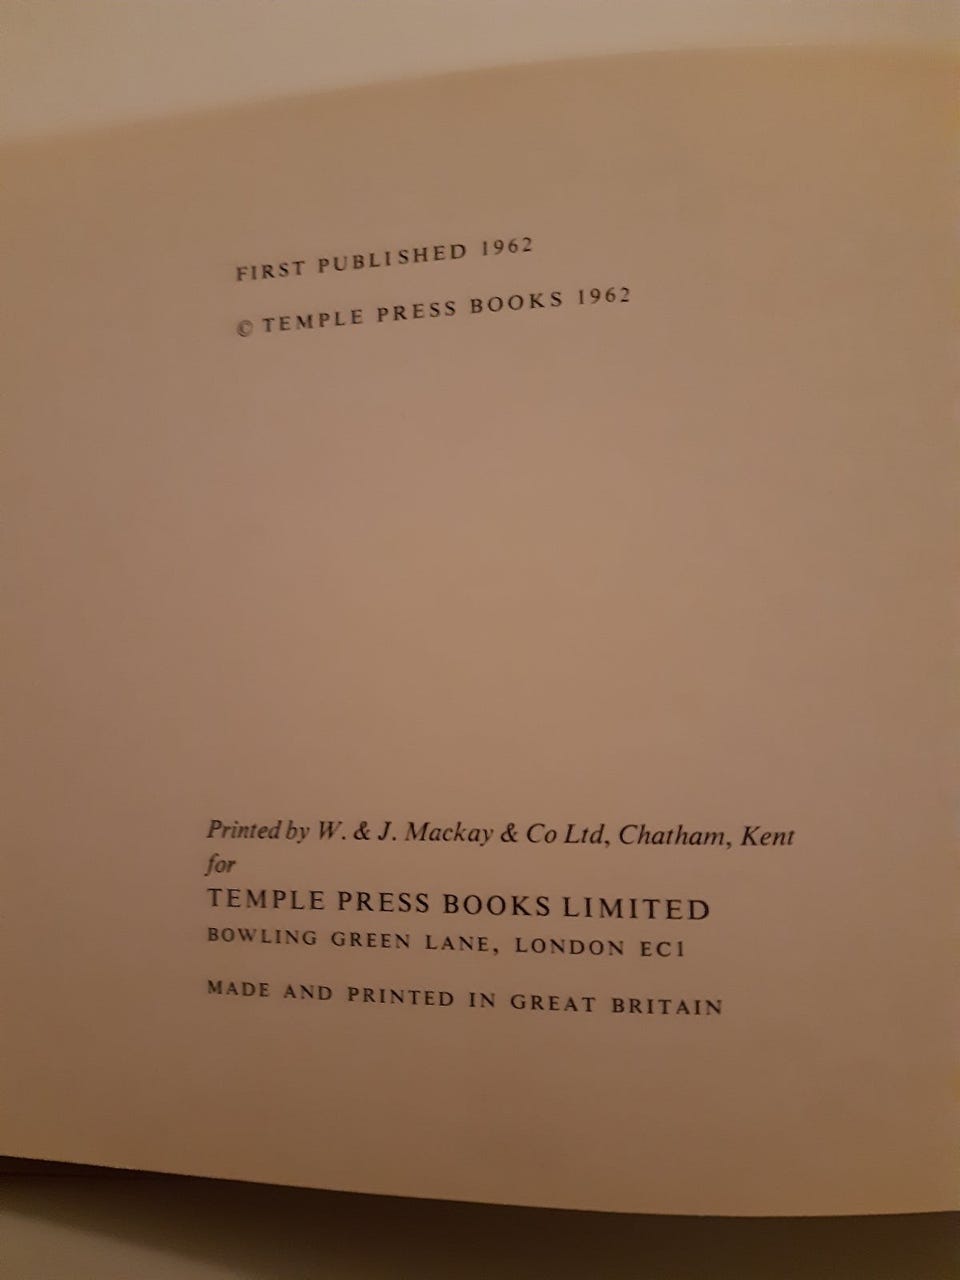 FIRST PUBLISHED 1962
© TEMPLE PRESS BOOKS 1962
Printed by W. & J. Mackay & Co Ltd, Chatham, Kent
for
TEMPLE PRESS BOOKS LIMITED
BOWLING GREEN LANE, LONDON EC1
MADE AND PRINTED IN GREAT BRITAIN